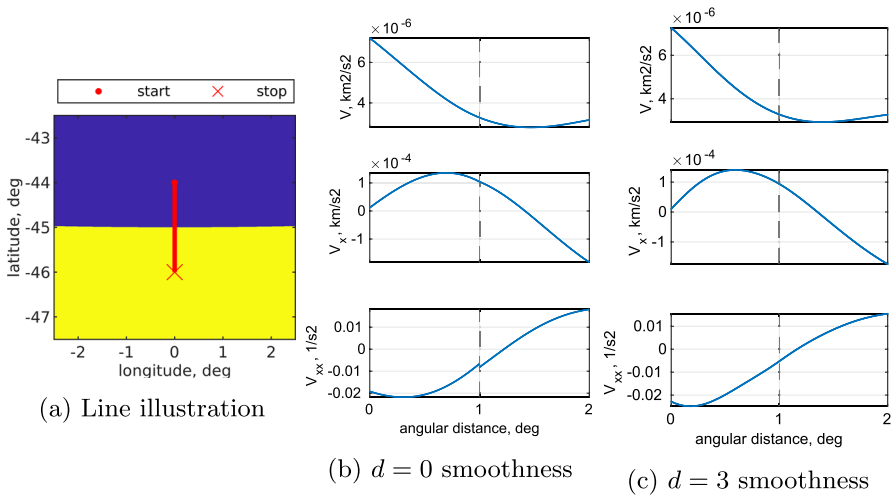 start stop
-43
-44
-45
-46
-47
latitude, deg
-2 -1 0 1 2
longitude, deg
(a) Line illustration
×10⁻⁶
6
4
V, km2/s2
×10⁻⁴
1
0
-1
Vₓ, km/s2
0.01
0
-0.01
-0.02
Vₓₓ, 1/s2
0 1 2
angular distance, deg
(b) d = 0 smoothness
×10⁻⁶
6
4
V, km2/s2
×10⁻⁴
1
0
-1
Vₓ, km/s2
0.01
0
-0.01
-0.02
Vₓₓ, 1/s2
0 1 2
angular distance, deg
(c) d = 3 smoothness